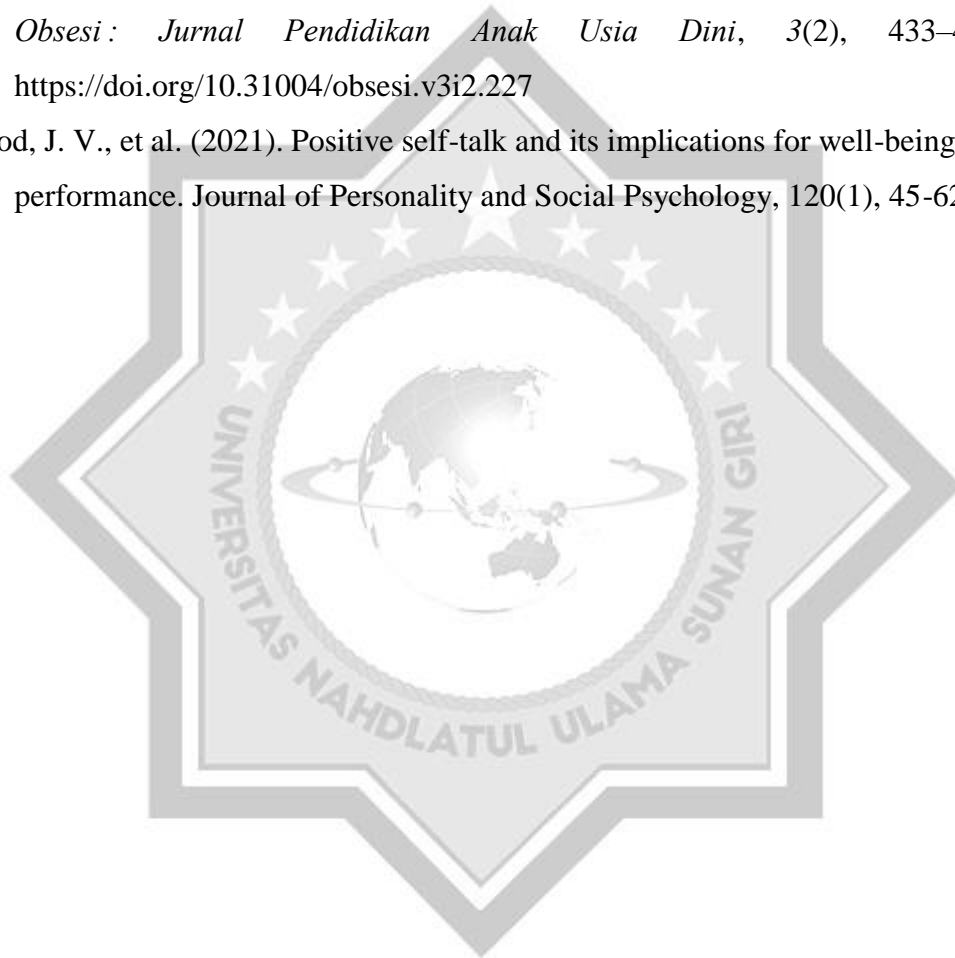 Obsesi : Jurnal Pendidikan Anak Usia Dini, 3(2), 433–
https://doi.org/10.31004/obsesi.v3i2.227
J. V., et al. (2021). Positive self-talk and its implications for well-being
performance. Journal of Personality and Social Psychology, 120(1), 45-62
UNIVERSITAS NAHDLATUL ULAMA SUNAN GIRI